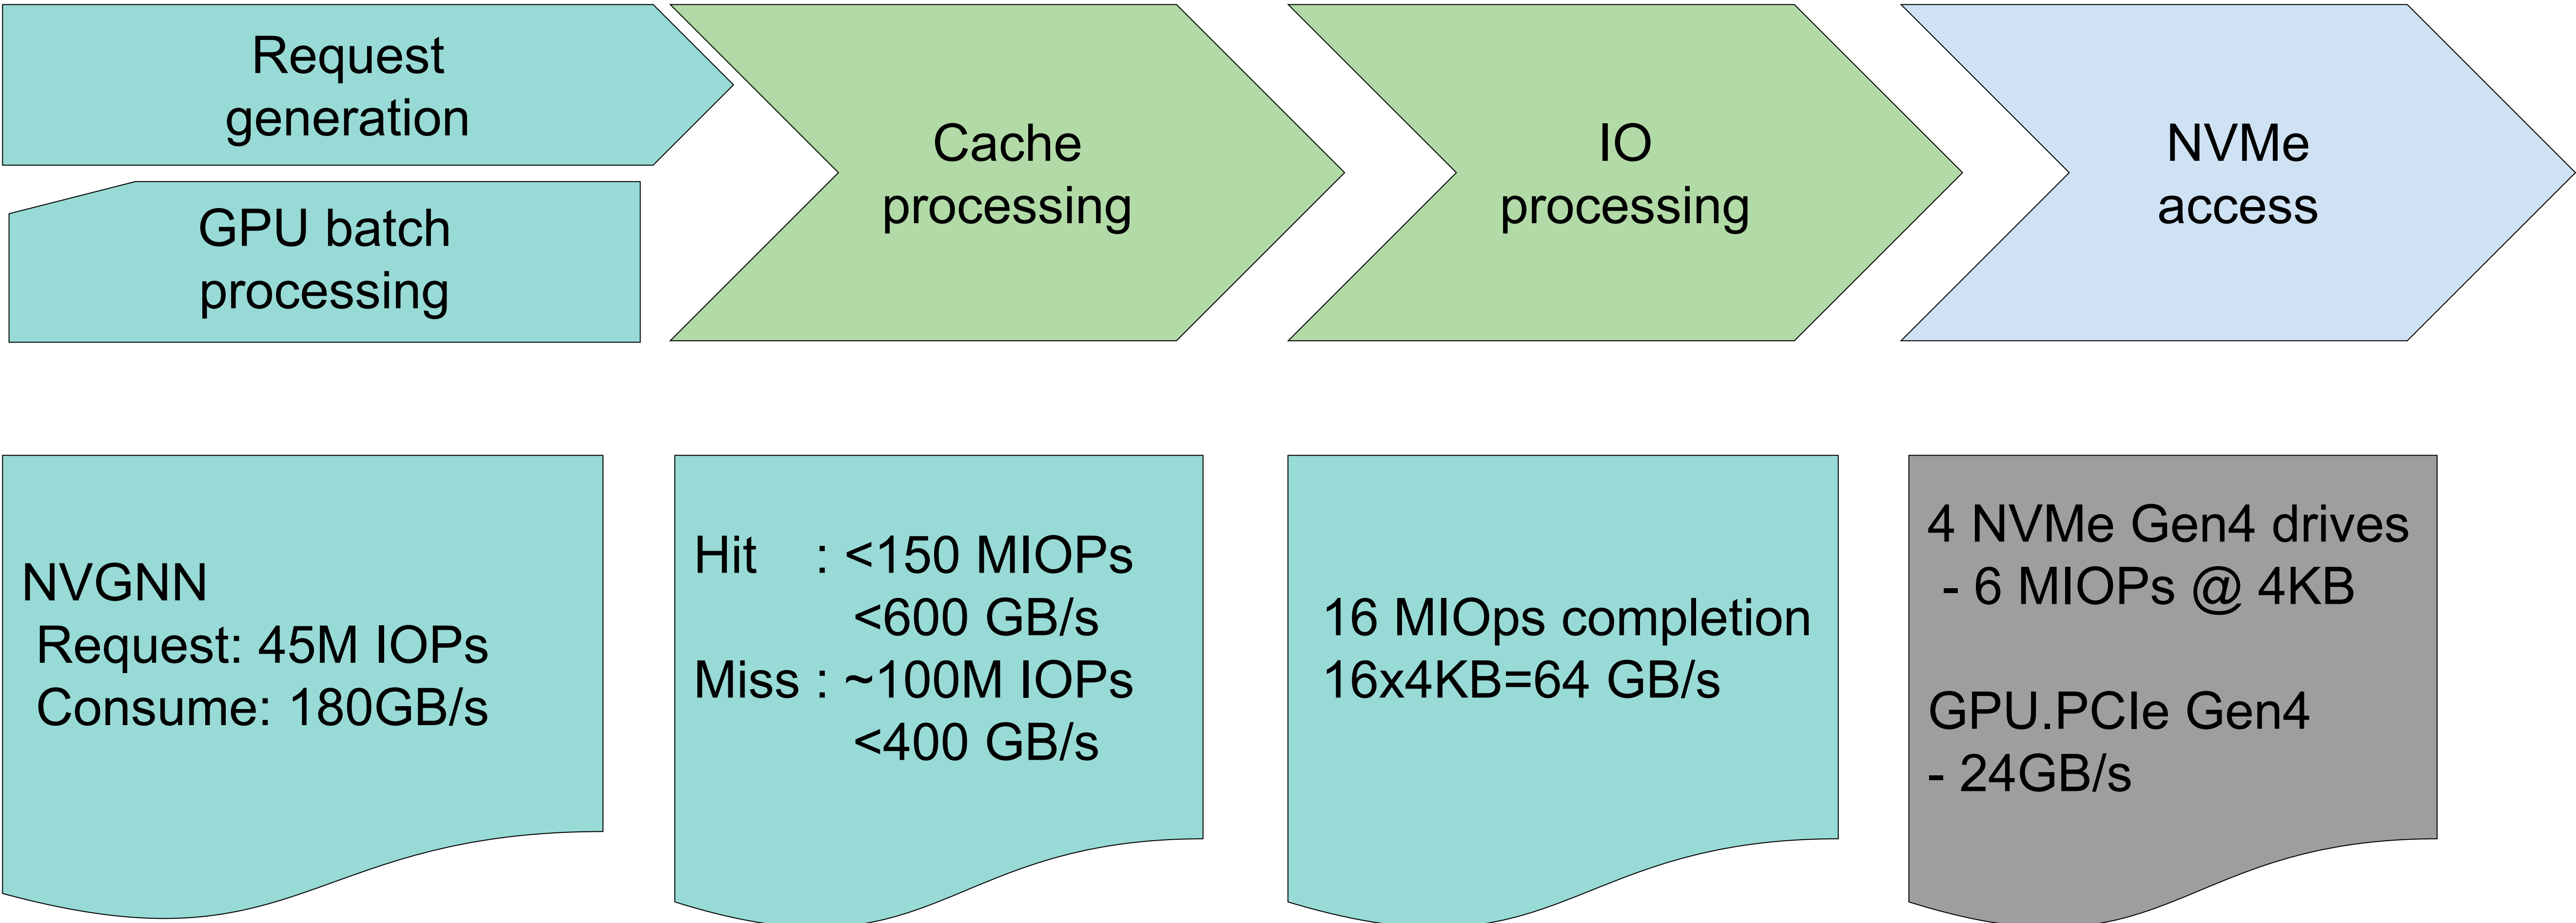 Request
generation
GPU batch
processing
Cache
processing
IO
processing
NVMe
access
NVGNN
Request: 45M IOPs
Consume: 180GB/s
Hit : <150 MIOPs
<600 GB/s
Miss : ~100M IOPs
<400 GB/s
16 MIOps completion
16x4KB=64 GB/s
4 NVMe Gen4 drives
- 6 MIOPs @ 4KB
GPU.PCIe Gen4
- 24GB/s